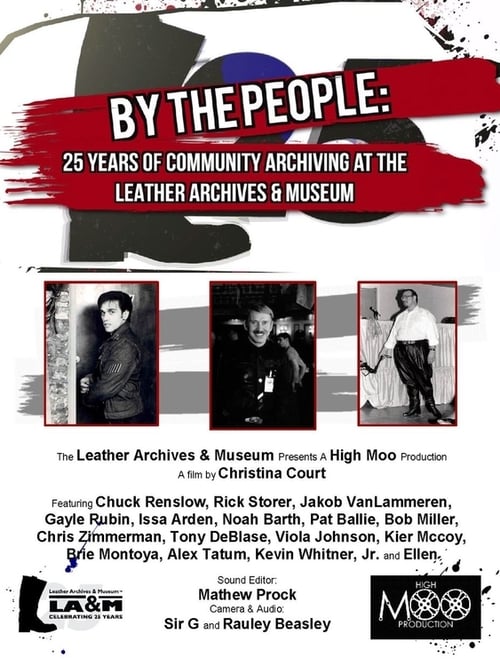 BY THE PEOPLE:
25 YEARS OF COMMUNITY ARCHIVING AT THE
LEATHER ARCHIVES & MUSEUM
The Leather Archives & Museum Presents A High Moo Production
A film by Christina Court
Featuring Chuck Renslow, Rick Storer, Jakob VanLammeren,
Gayle Rubin, Issa Arden, Noah Barth, Pat Ballie, Bob Miller,
Chris Zimmerman, Tony DeBlase, Viola Johnson, Kier Mccoy,
Brie Montoya, Alex Tatum, Kevin Whitner, Jr. and Ellen.
Sound Editor:
Mathew Prock
Camera & Audio:
Sir G and Rauley Beasley
Leather Archives & Museum
LA&M
CELEBRATING 25 YEARS
HIGH
MOO
PRODUCTION